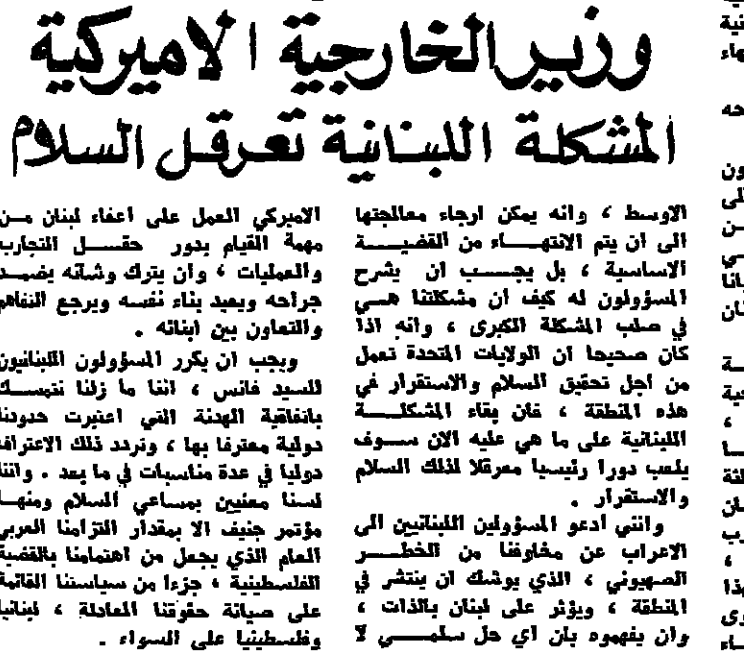 وزير الخارجية الاميركية
المشكلة اللبنانية تعرقل السلام
الاوسط ، وانه يمكن ارجاء معالجتها
الى ان يتم الانتهاء من القضية
الاساسية ، بل يجب ان يشرح
المسؤولون له كيف ان مشكلتنا هي
في صلب المشكلة الكبرى ، وانه اذا
كان صحيحا ان الولايات المتحدة تعمل
من اجل تحقيق السلام والاستقرار في
هذه المنطقة ، فان بقاء المشكلة
اللبنانية على ما هي عليه الان سوف
يلعب دورا رئيسيا معرقلا لذلك السلام
والاستقرار .
وانني ادعو المسؤولين اللبنانيين الى
الاعراب عن مخاوفنا من الخطر
الصهيوني ، الذي يوشك ان ينتشر في
المنطقة ، ويؤثر على لبنان بالذات ،
وان يفهموه بان اي حل سلمي لا
الاميركي العمل على اعفاء لبنان من
مهمة القيام بدور حقل التجارب
والعمليات ، وان يترك وشأنه يضمد
جراحه ويعيد بناء نفسه ويرجع التفاهم
والتعاون بين ابنائه .
ويجب ان يكرر المسؤولون اللبنانيون
للسيد فانس ، اننا ما زلنا نتمسك
باتفاقية الهدنة التي اعتبرت حدودنا
دولية معترفا بها ، وتردد ذلك الاعتراف
دوليا في عدة مناسبات في ما بعد . واننا
لسنا معنيين بمساعي السلام ومنها
مؤتمر جنيف الا بمقدار التزامنا العربي
العام الذي يجعل من اهتمامنا بالقضية
الفلسطينية ، جزءا من سياستنا القائمة
على صيانة حقوقنا العادلة ، لبنانيا
وفلسطينيا على السواء .